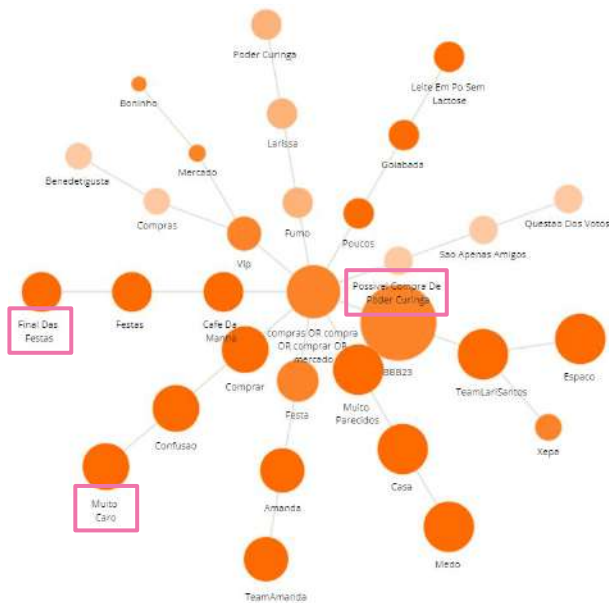 Poder Curinga
Leite Em Po Sem
Lactose
Boninho
Larissa
Goiabada
Mercado
Benedetiguste
Questao Dos Votos
Compras
Fumo
Poucos
Vip
Sao Apenas Amigos
Possivel Compra De
Poder Curinga
Final Das
Festas
Festas
Cafe Da
Manha
compras OR compra
OR comprar OR
mercado
BBB23
TeamLariSantos
Espaco
Comprar
Festa
Muito
Parecidos
Confusao
Xepa
Muito
Caro
Amanda
Casa
TeamAmanda
Medo